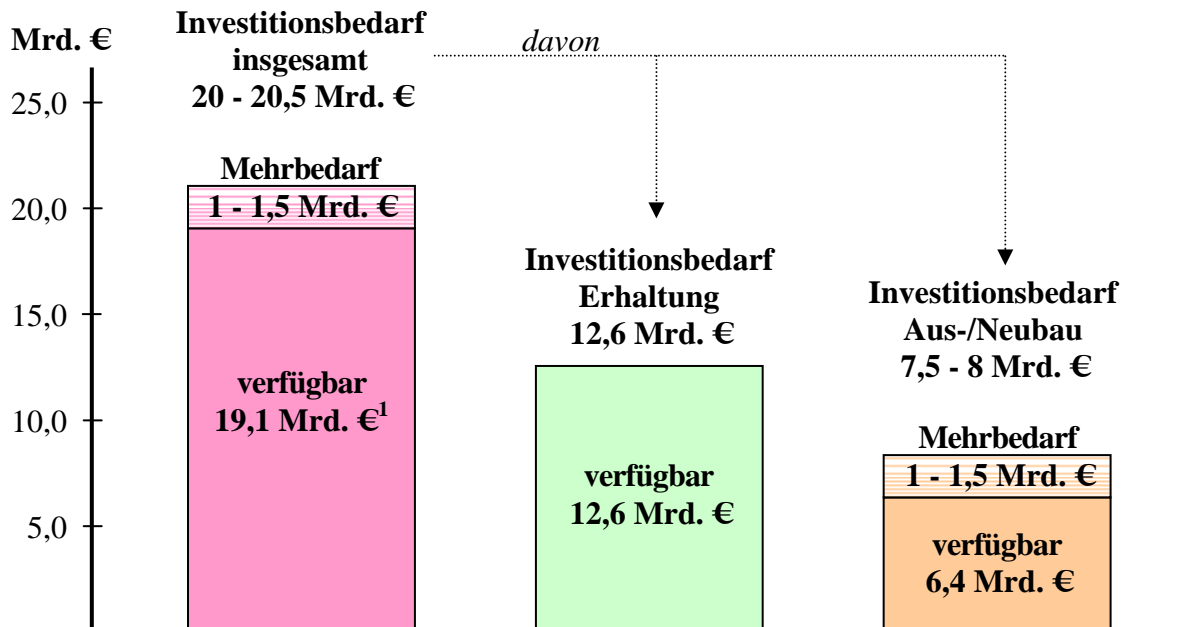 Mrd. €
25,0
20,0
15,0
10,0
5,0
Investitionsbedarf
insgesamt
20 - 20,5 Mrd. €
davon
Mehrbedarf
1 - 1,5 Mrd. €
verfügbar
19,1 Mrd. €¹
Investitionsbedarf
Erhaltung
12,6 Mrd. €
verfügbar
12,6 Mrd. €
Investitionsbedarf
Aus-/Neubau
7,5 - 8 Mrd. €
Mehrbedarf
1 - 1,5 Mrd. €
verfügbar
6,4 Mrd. €